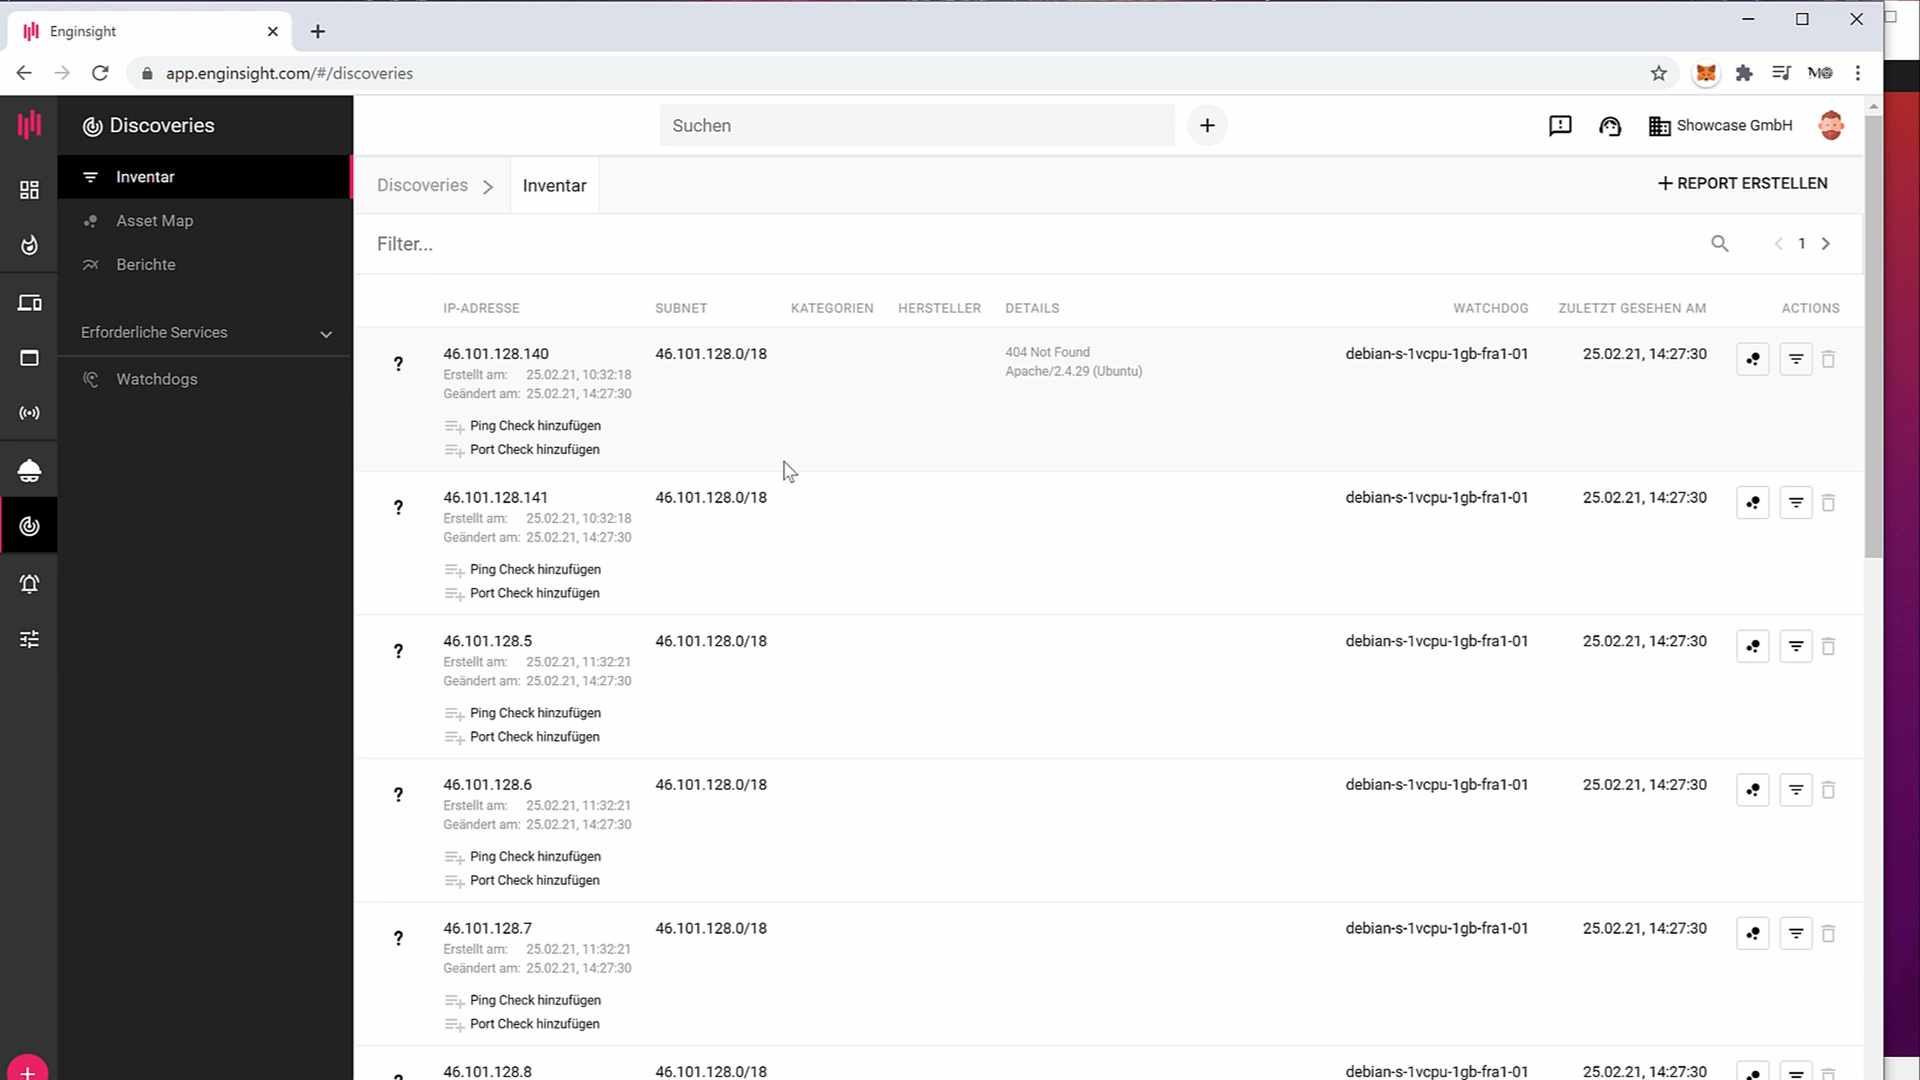 Enginsight
app.enginsight.com/#/discoveries
Discoveries
Suchen
Showcase GmbH
Inventar
Asset Map
Berichte
Erforderliche Services
Watchdogs
Discoveries
Inventar
REPORT ERSTELLEN
Filter...
1
IP-ADRESSE SUBNET KATEGORIEN HERSTELLER DETAILS WATCHDOG ZULETZT GESEHEN AM ACTIONS
? 46.101.128.140 46.101.128.0/18 404 Not Found debian-s-1vcpu-1gb-fra1-01 25.02.21, 14:27:30
Erstellt am: 25.02.21, 10:32:18 Apache/2.4.29 (Ubuntu)
Geändert am: 25.02.21, 14:27:30
Ping Check hinzufügen
Port Check hinzufügen
? 46.101.128.141 46.101.128.0/18 debian-s-1vcpu-1gb-fra1-01 25.02.21, 14:27:30
Erstellt am: 25.02.21, 10:32:18
Geändert am: 25.02.21, 14:27:30
Ping Check hinzufügen
Port Check hinzufügen
? 46.101.128.5 46.101.128.0/18 debian-s-1vcpu-1gb-fra1-01 25.02.21, 14:27:30
Erstellt am: 25.02.21, 11:32:21
Geändert am: 25.02.21, 14:27:30
Ping Check hinzufügen
Port Check hinzufügen
? 46.101.128.6 46.101.128.0/18 debian-s-1vcpu-1gb-fra1-01 25.02.21, 14:27:30
Erstellt am: 25.02.21, 11:32:21
Geändert am: 25.02.21, 14:27:30
Ping Check hinzufügen
Port Check hinzufügen
? 46.101.128.7 46.101.128.0/18 debian-s-1vcpu-1gb-fra1-01 25.02.21, 14:27:30
Erstellt am: 25.02.21, 11:32:21
Geändert am: 25.02.21, 14:27:30
Ping Check hinzufügen
Port Check hinzufügen
46.101.128.8 46.101.128.0/18 debian-s-1vcpu-1gb-fra1-01 25.02.21, 14:27:30